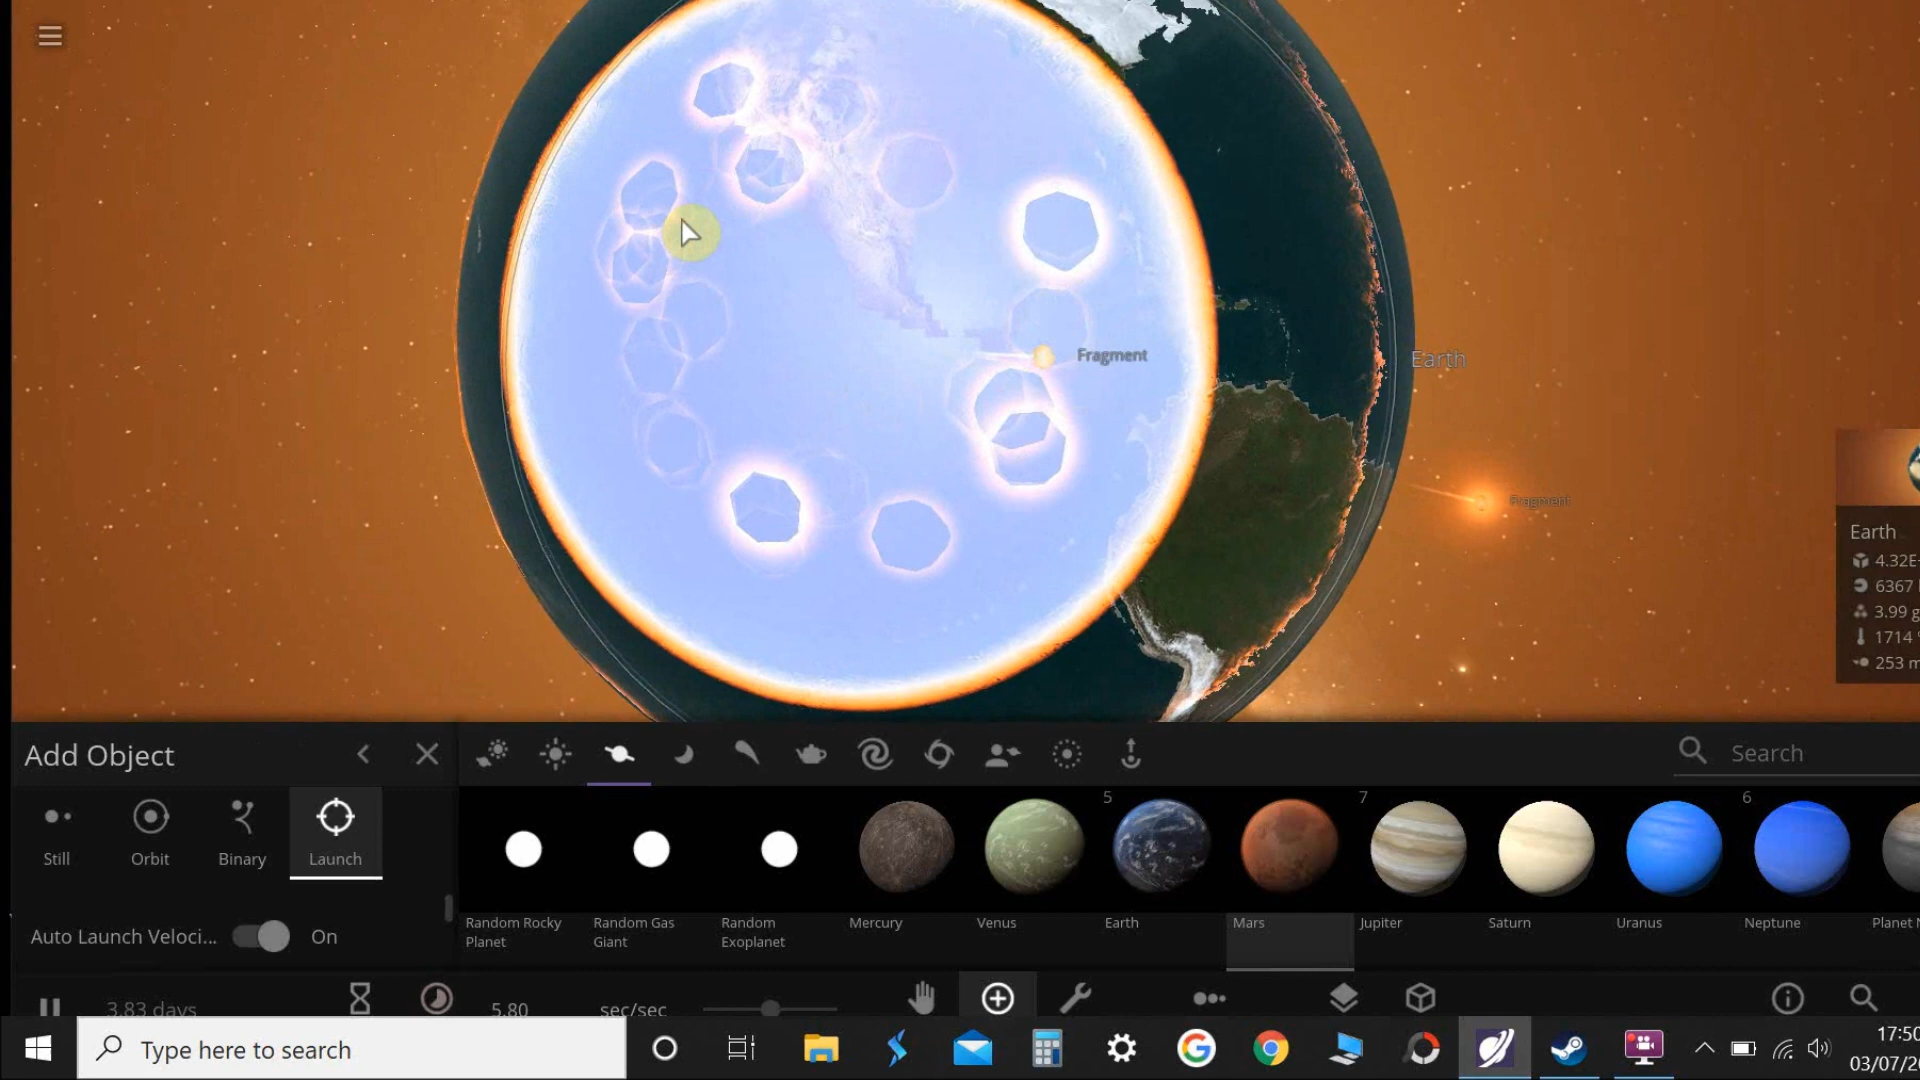 Fragment
Earth
Fragment
Earth
4.32E
6367
3.99 g
1714 °
253 m
Add Object
Search
Still
Orbit
Binary
Launch
Auto Launch Veloci... On
5
7
6
Random Rocky Planet
Random Gas Giant
Random Exoplanet
Mercury
Venus
Earth
Mars
Jupiter
Saturn
Uranus
Neptune
Planet
3.83 days
5.80 sec/sec
Type here to search
17:50
03/07/2